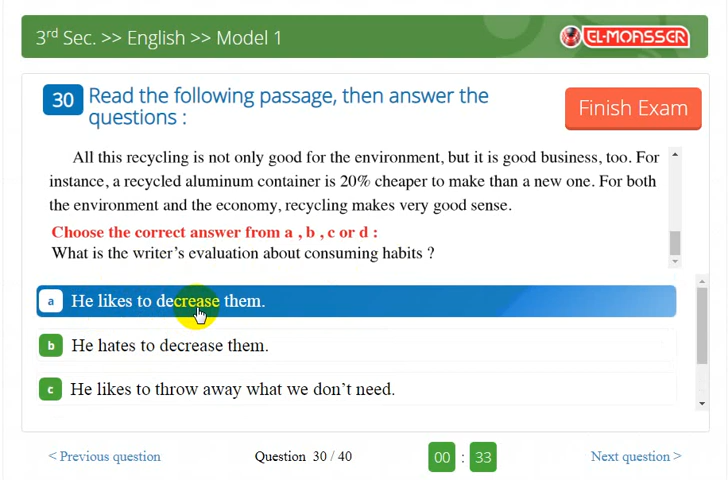 3rd Sec. >> English >> Model 1
EL-MOASSER
30
Read the following passage, then answer the
questions :
Finish Exam
All this recycling is not only good for the environment, but it is good business, too. For
instance, a recycled aluminum container is 20% cheaper to make than a new one. For both
the environment and the economy, recycling makes very good sense.
Choose the correct answer from a , b , c or d :
What is the writer's evaluation about consuming habits ?
a He likes to decrease them.
b He hates to decrease them.
c He likes to throw away what we don't need.
< Previous question Question 30 / 40 00 : 33 Next question >